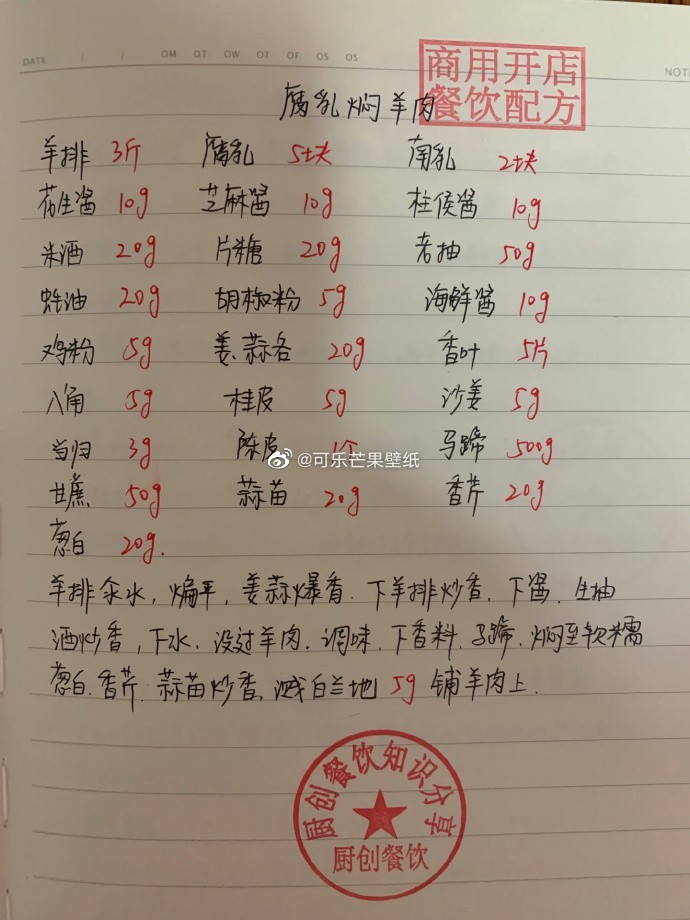 DATE / / OM OT OW OT OF OS OS
NOTE
商用开店
餐饮配方
腐乳焖羊肉
羊排 3斤 腐乳 5块 南乳 2块
花生酱 10g 芝麻酱 10g 柱侯酱 10g
米酒 20g 片糖 20g 老抽 50g
蚝油 20g 胡椒粉 5g 海鲜酱 10g
鸡粉 5g 姜.蒜各 20g 香叶 5片
八角 5g 桂皮 5g 沙姜 5g
当归 3g 陈皮 1个 马蹄 500g
@可乐芒果壁纸
甘蔗 50g 蒜苗 20g 香芹 20g
葱白 20g.
羊排汆水,煸干,姜蒜爆香.下羊排炒香.下酱.生抽
酒炒香,下水.没过羊肉.调味.下香料.马蹄.焖至软糯
葱白.香芹.蒜苗炒香,溅白兰地 5g 铺羊肉上.
厨创餐饮知识分享
厨创餐饮